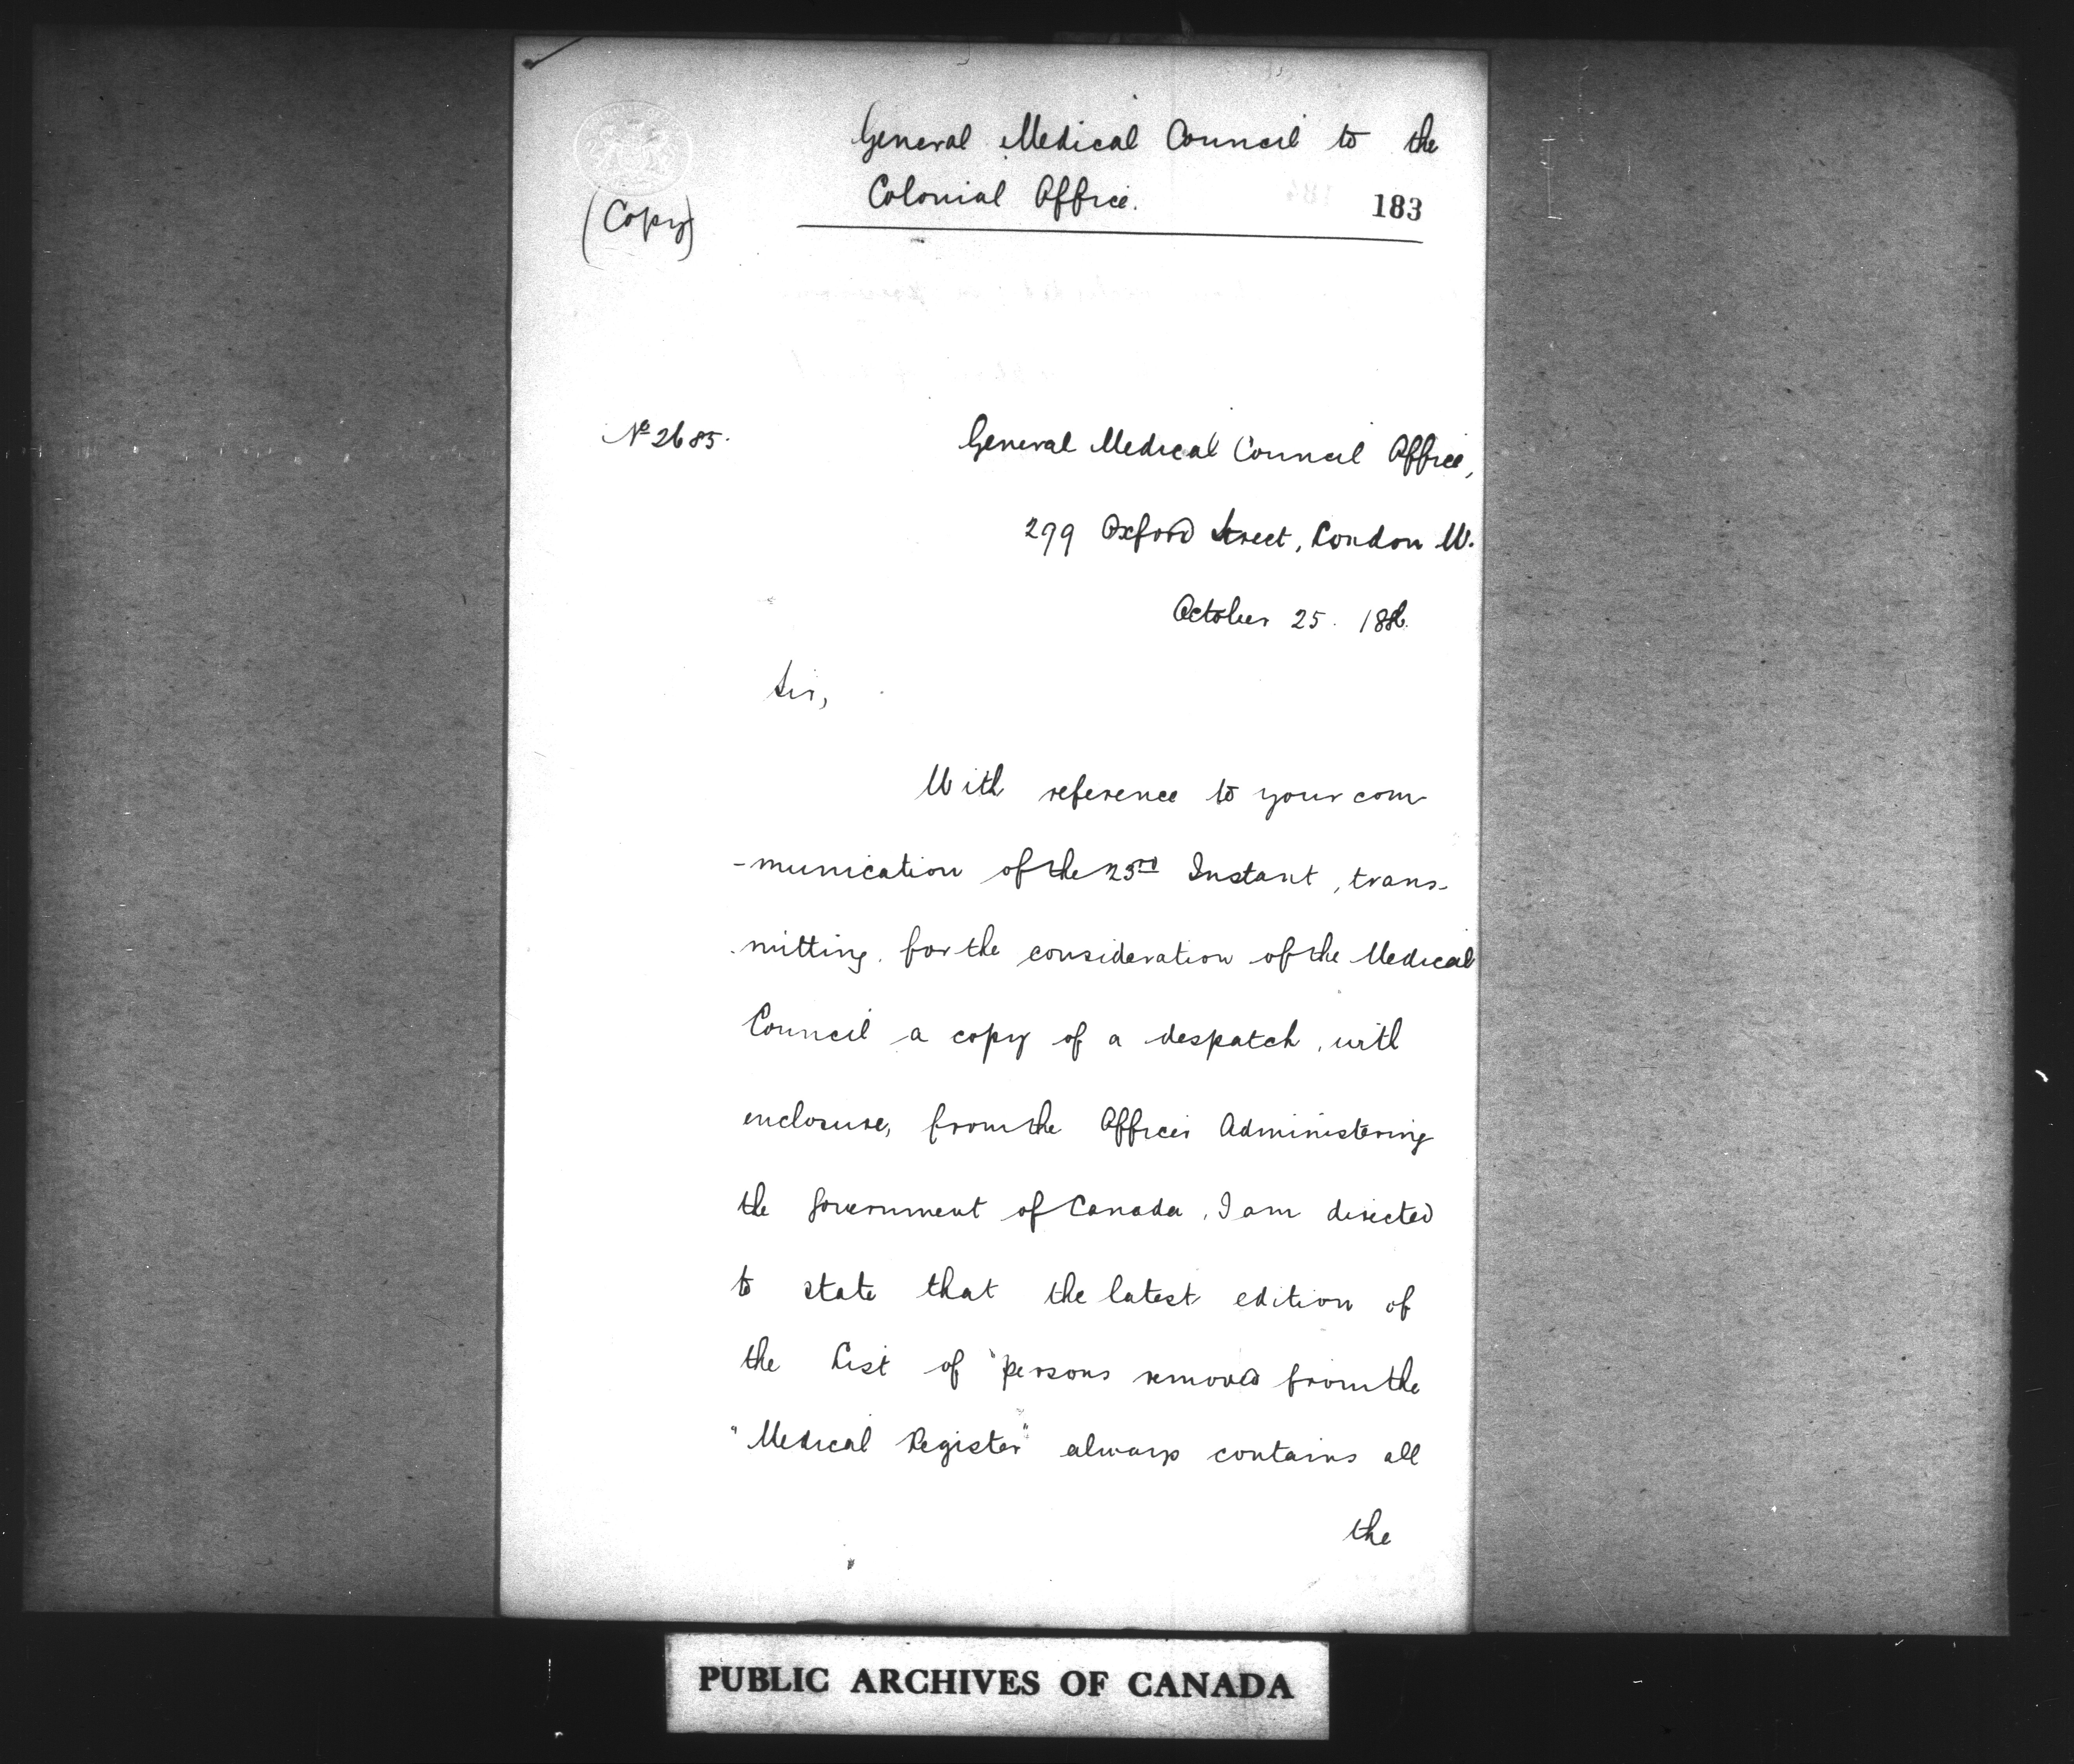 General Medical Council to the
Colonial Office.
183
(Copy)
No 2685.
General Medical Council Office,
299 Oxford Street, London W.
October 25. 1886.
Sir,
With reference to your com
-munication of the 23rd Instant, trans-
-mitting, for the consideration of the Medical
Council a copy of a despatch, with
enclosure, from the Officer Administering
the Government of Canada, I am directed
to state that the latest edition of
the List of "persons removed from the
"Medical Register" always contains all
the
PUBLIC ARCHIVES OF CANADA